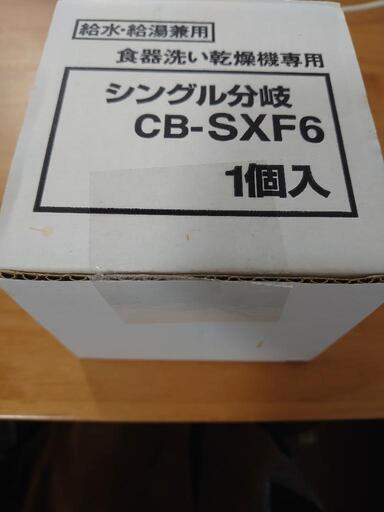 給水・給湯兼用
食器洗い乾燥機専用
シングル分岐
CB-SXF6
1個入